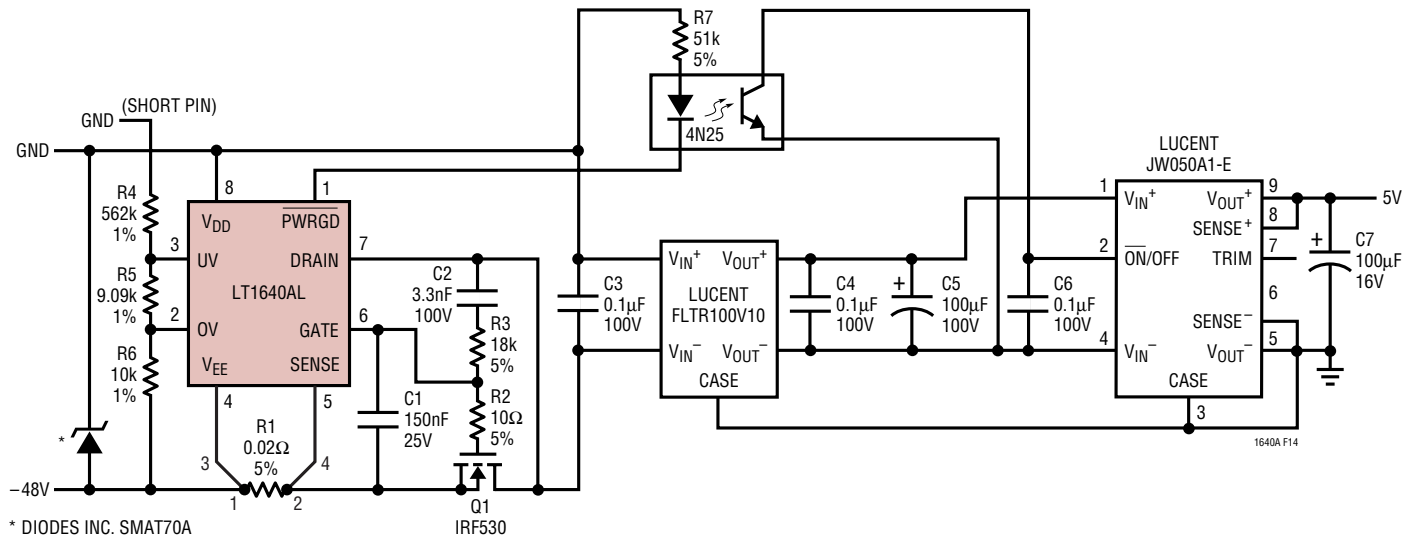 R7
51k
5%
4N25
(SHORT PIN)
GND
GND
R4
562k
1%
R5
9.09k
1%
R6
10k
1%
*
8
1
VDD
PWRGD
3
UV
DRAIN
7
LT1640AL
2
OV
GATE
6
VEE
SENSE
4
5
R1
0.02Ω
5%
3
4
1
2
−48V
* DIODES INC. SMAT70A
C2
3.3nF
100V
R3
18k
5%
R2
10Ω
5%
C1
150nF
25V
Q1
IRF530
C3
0.1µF
100V
VIN+
VOUT+
LUCENT
FLTR100V10
VIN−
VOUT−
CASE
C4
0.1µF
100V
+
C5
100µF
100V
C6
0.1µF
100V
LUCENT
JW050A1-E
1
VIN+
VOUT+
9
5V
SENSE+
8
2
ON/OFF
TRIM
7
6
SENSE−
4
VIN−
VOUT−
5
CASE
3
+
C7
100µF
16V
1640A F14